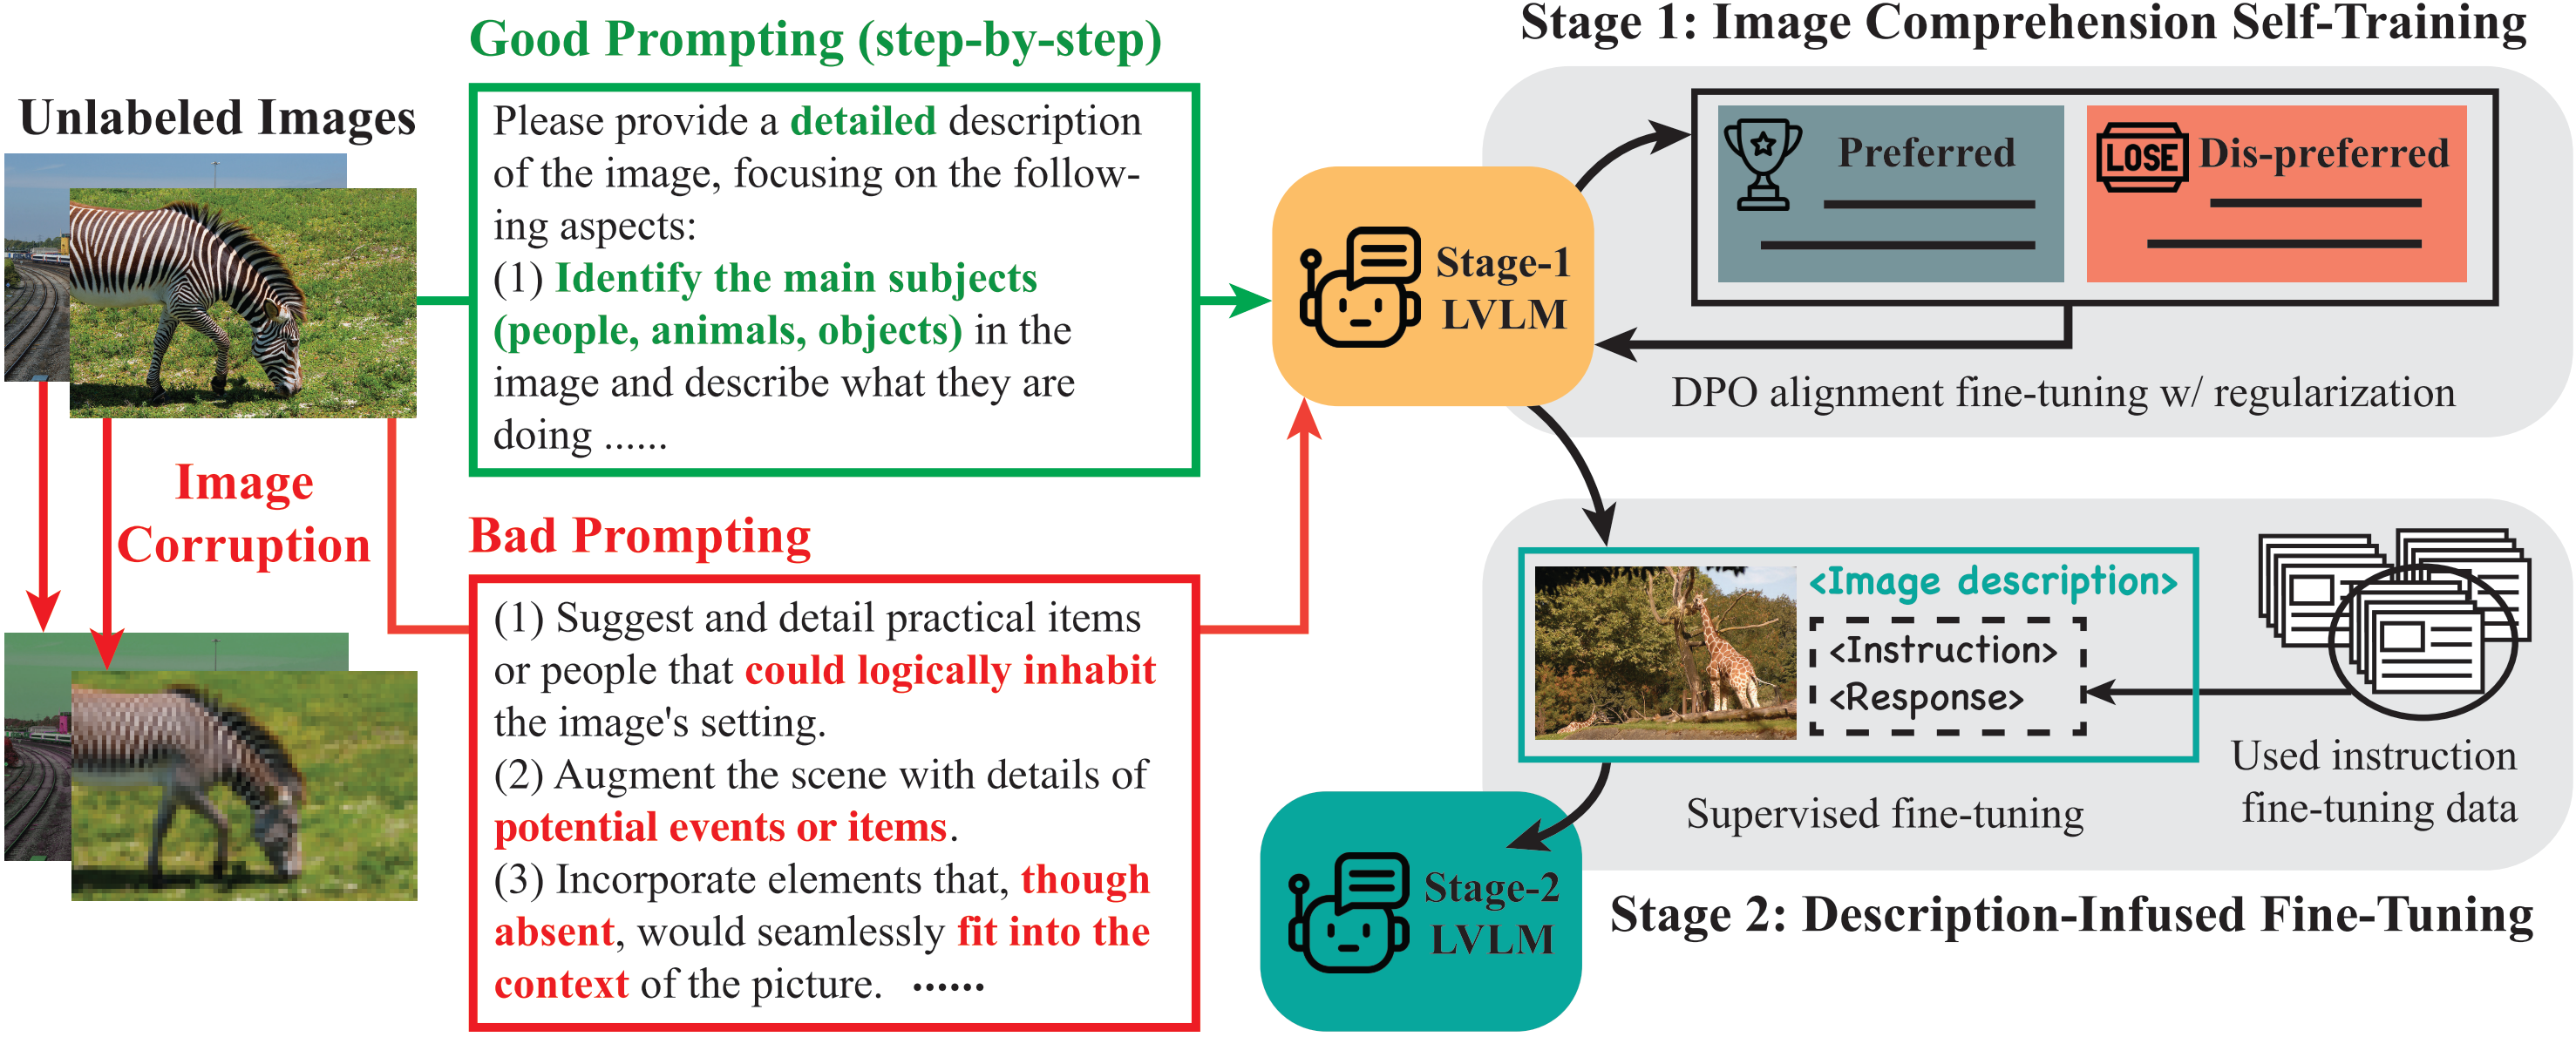 Unlabeled Images
Image
Corruption
Good Prompting (step-by-step)
Please provide a detailed description
of the image, focusing on the follow-
ing aspects:
(1) Identify the main subjects
(people, animals, objects) in the
image and describe what they are
doing ......
Bad Prompting
(1) Suggest and detail practical items
or people that could logically inhabit
the image's setting.
(2) Augment the scene with details of
potential events or items.
(3) Incorporate elements that, though
absent, would seamlessly fit into the
context of the picture. ......
Stage 1: Image Comprehension Self-Training
Stage-1
LVLM
Preferred
LOSE
Dis-preferred
DPO alignment fine-tuning w/ regularization
<Image description>
<Instruction>
<Response>
Used instruction
fine-tuning data
Supervised fine-tuning
Stage-2
LVLM
Stage 2: Description-Infused Fine-Tuning